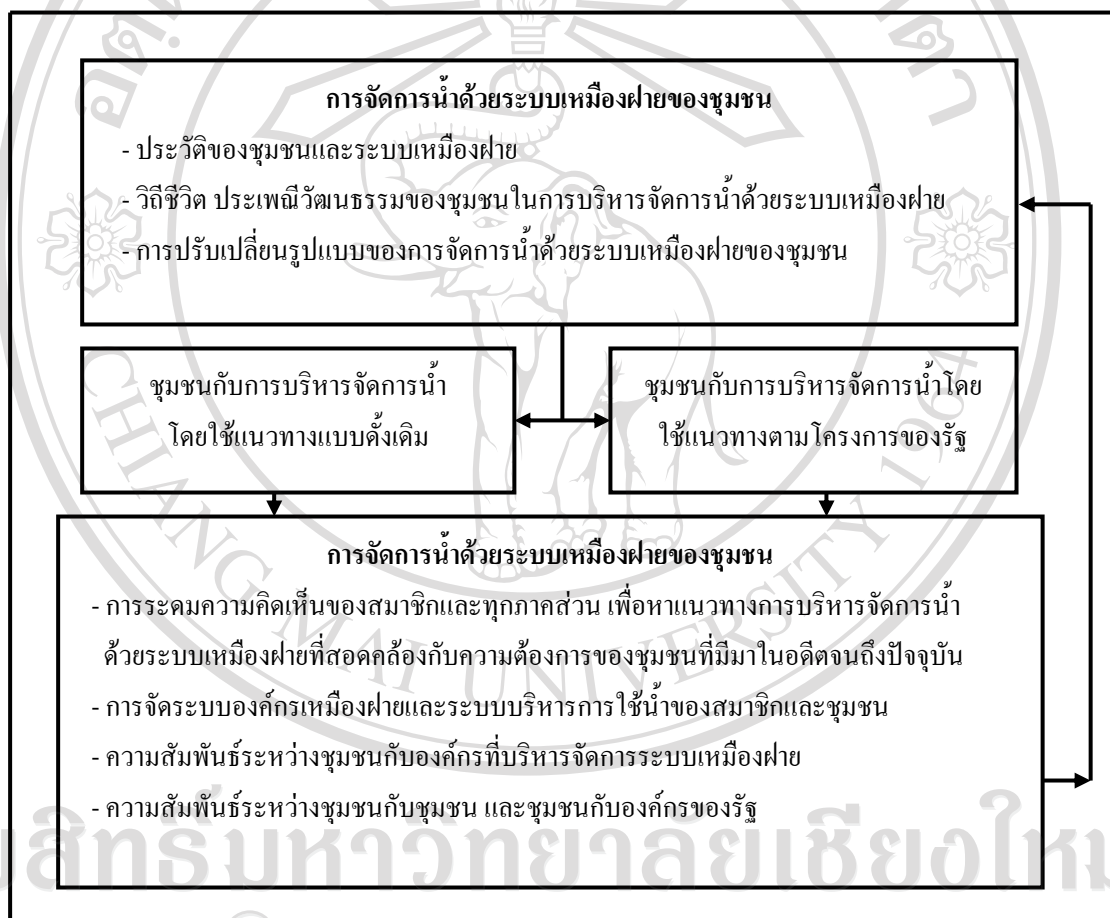 การจัดการน้ำด้วยระบบเหมืองฝายของชุมชน
- ประวัติของชุมชนและระบบเหมืองฝาย
- วิถีชีวิต ประเพณีวัฒนธรรมของชุมชนในการบริหารจัดการน้ำด้วยระบบเหมืองฝาย
- การปรับเปลี่ยนรูปแบบของการจัดการน้ำด้วยระบบเหมืองฝายของชุมชน
ชุมชนกับการบริหารจัดการน้ำ
โดยใช้แนวทางแบบดั้งเดิม
ชุมชนกับการบริหารจัดการน้ำโดย
ใช้แนวทางตามโครงการของรัฐ
การจัดการน้ำด้วยระบบเหมืองฝายของชุมชน
- การระดมความคิดเห็นของสมาชิกและทุกภาคส่วน เพื่อหาแนวทางการบริหารจัดการน้ำ
ด้วยระบบเหมืองฝายที่สอดคล้องกับความต้องการของชุมชนที่มีมาในอดีตจนถึงปัจจุบัน
- การจัดระบบองค์กรเหมืองฝายและระบบบริหารการใช้น้ำของสมาชิกและชุมชน
- ความสัมพันธ์ระหว่างชุมชนกับองค์กรที่บริหารจัดการระบบเหมืองฝาย
- ความสัมพันธ์ระหว่างชุมชนกับชุมชน และชุมชนกับองค์กรของรัฐ
CHIANG MAI UNIVERSITY 1964
สิทธิ์มหาวิทยาลัยเชียงใหม